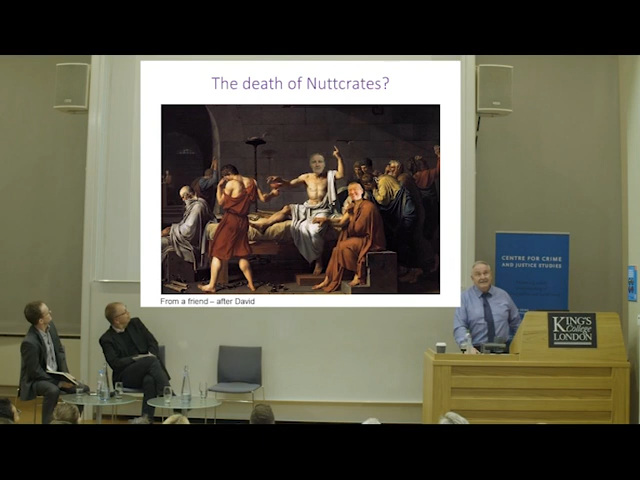 The death of Nuttcrates?
From a friend – after David
CENTRE FOR CRIME
AND JUSTICE STUDIES
KING'S
College
LONDON